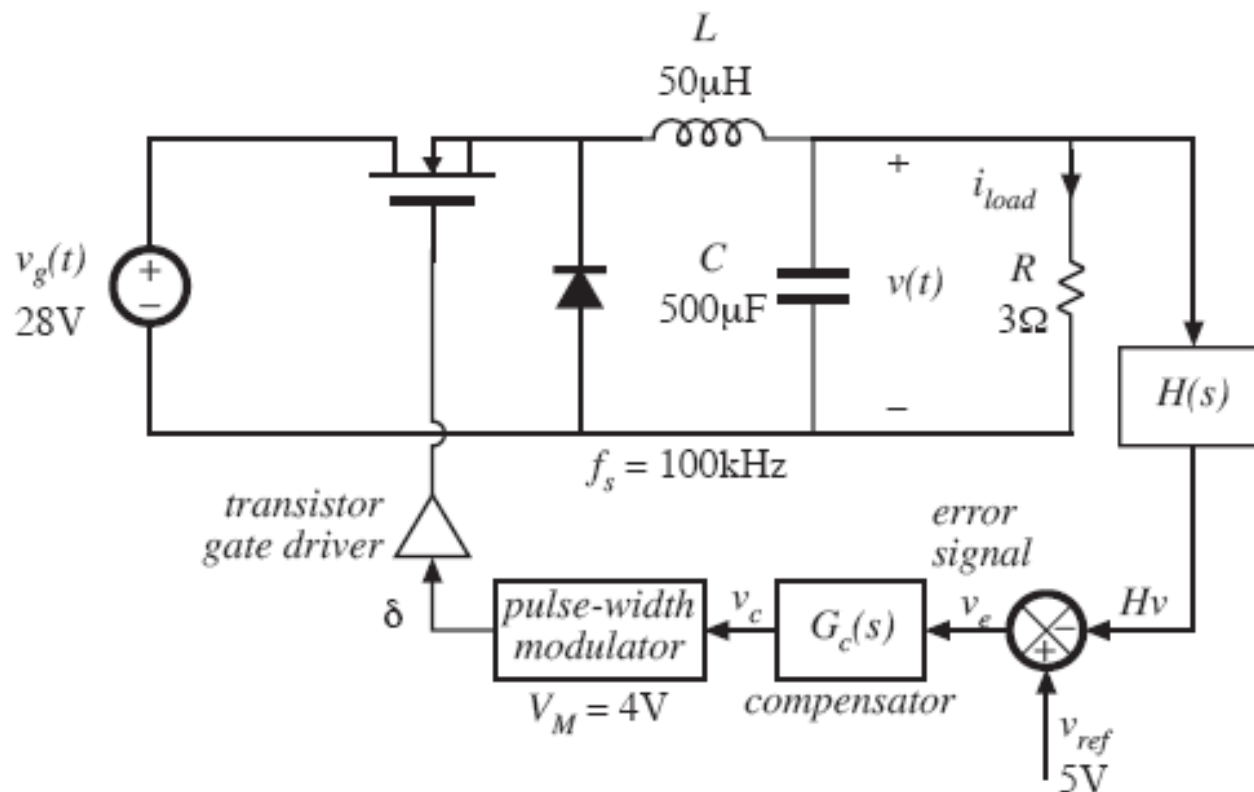 L
50μH
v_g(t)
28V
+
−
C
500μF
+
v(t)
−
i_load
R
3Ω
H(s)
f_s = 100kHz
transistor
gate driver
δ
pulse-width
modulator
V_M = 4V
v_c
G_c(s)
compensator
error
signal
v_e
−
+
Hv
v_ref
5V